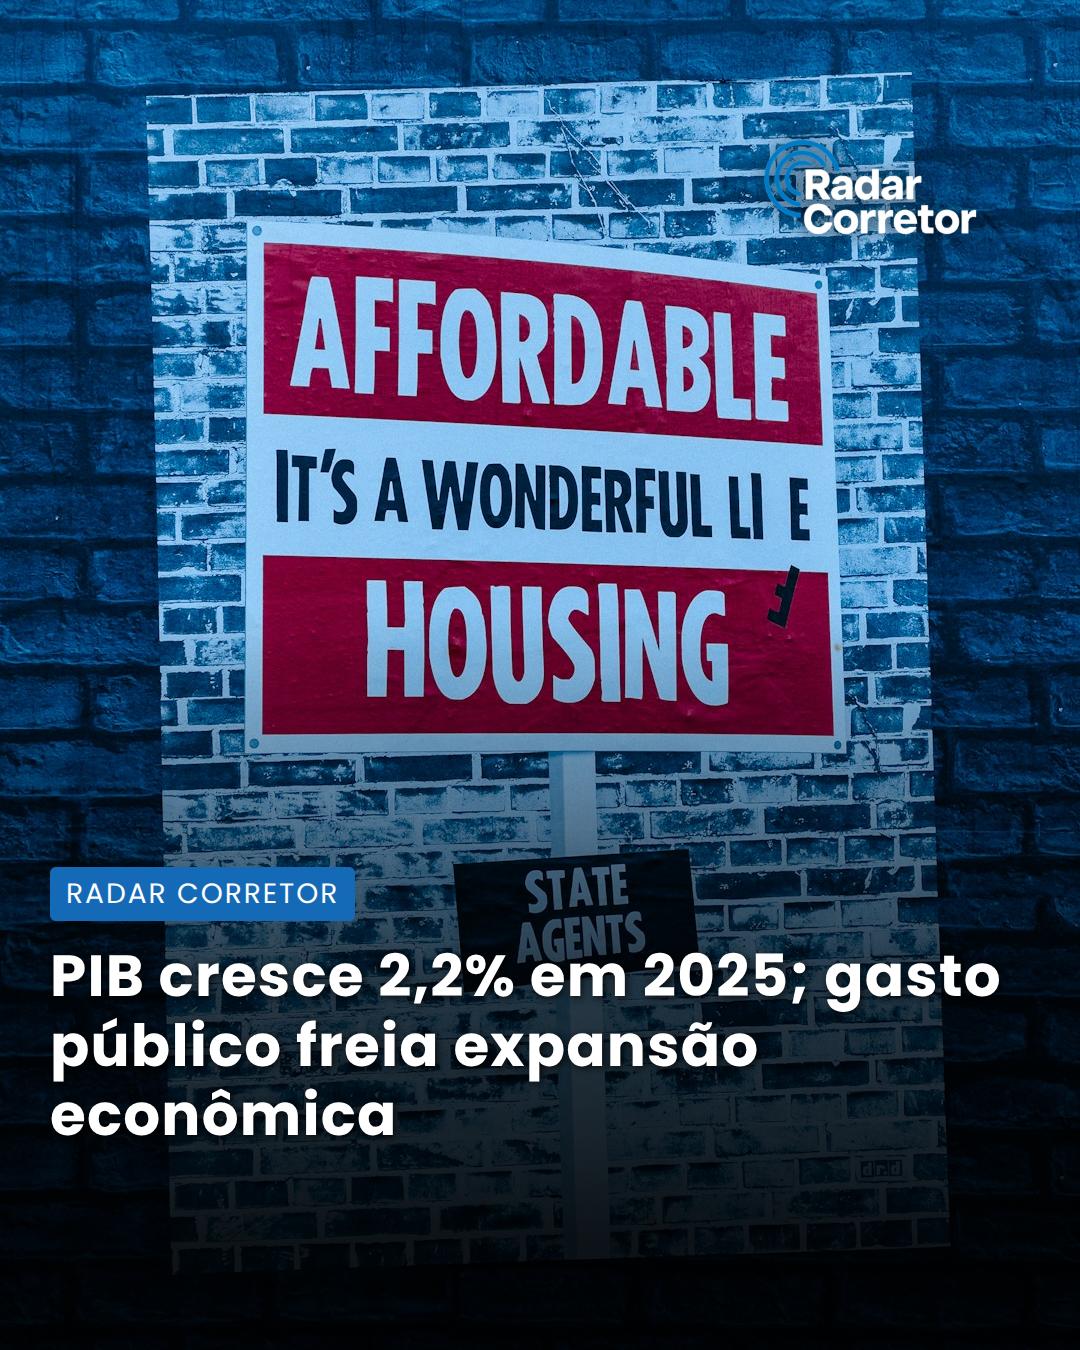 Radar
Corretor
AFFORDABLE
IT'S A WONDERFUL LI E
F
HOUSING
STATE
AGENTS
RADAR CORRETOR
PIB cresce 2,2% em 2025; gasto
público freia expansão
econômica
drd